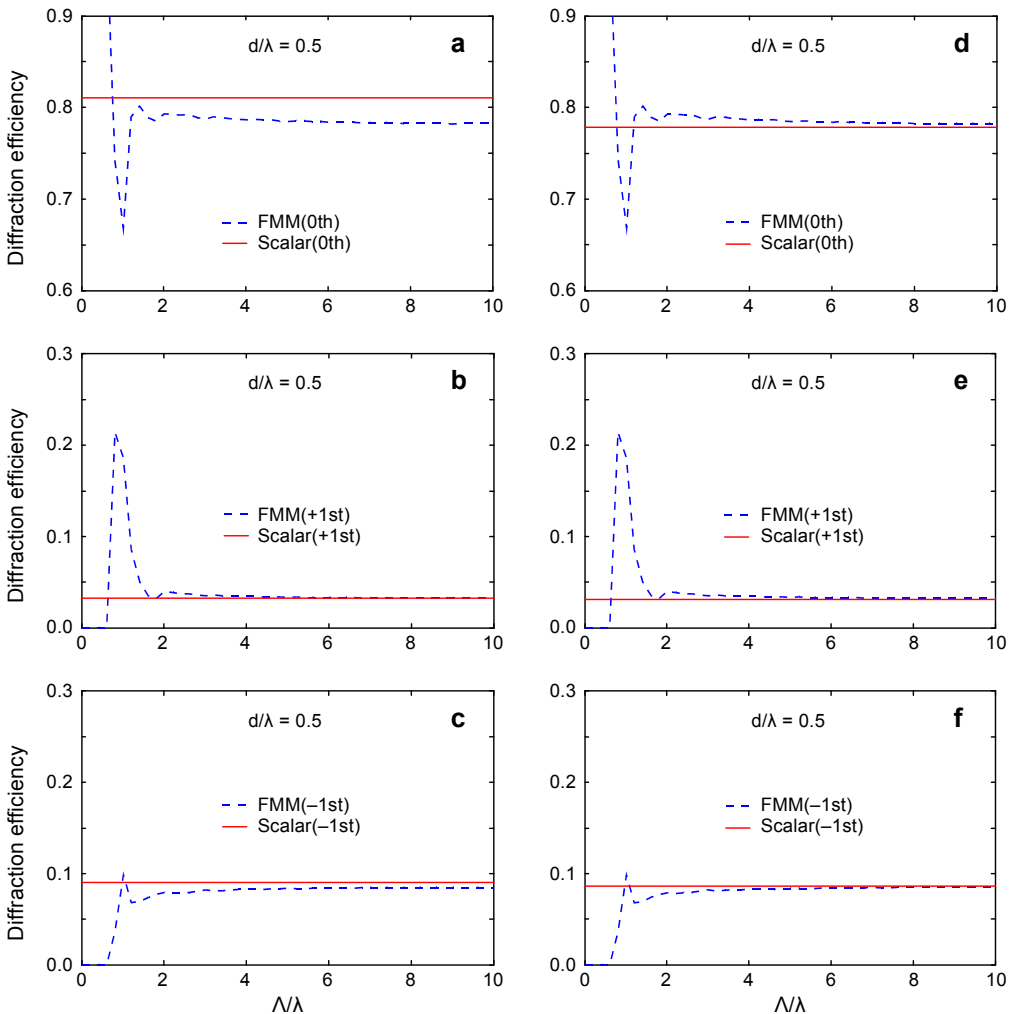 Diffraction efficiency
0.9
0.8
0.7
0.6
0 2 4 6 8 10
d/λ = 0.5
a
FMM(0th)
Scalar(0th)
0.9
0.8
0.7
0.6
0 2 4 6 8 10
d/λ = 0.5
d
FMM(0th)
Scalar(0th)
Diffraction efficiency
0.3
0.2
0.1
0.0
0 2 4 6 8 10
d/λ = 0.5
b
FMM(+1st)
Scalar(+1st)
0.3
0.2
0.1
0.0
0 2 4 6 8 10
d/λ = 0.5
e
FMM(+1st)
Scalar(+1st)
Diffraction efficiency
0.3
0.2
0.1
0.0
0 2 4 6 8 10
d/λ = 0.5
c
FMM(–1st)
Scalar(–1st)
Λ/λ
0.3
0.2
0.1
0.0
0 2 4 6 8 10
d/λ = 0.5
f
FMM(–1st)
Scalar(–1st)
Λ/λ